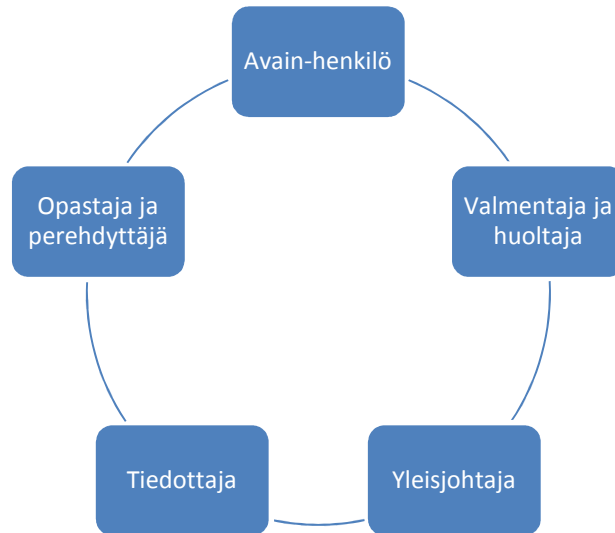 Avain-henkilö
Valmentaja ja
huoltaja
Yleisjohtaja
Tiedottaja
Opastaja ja
perehdyttäjä